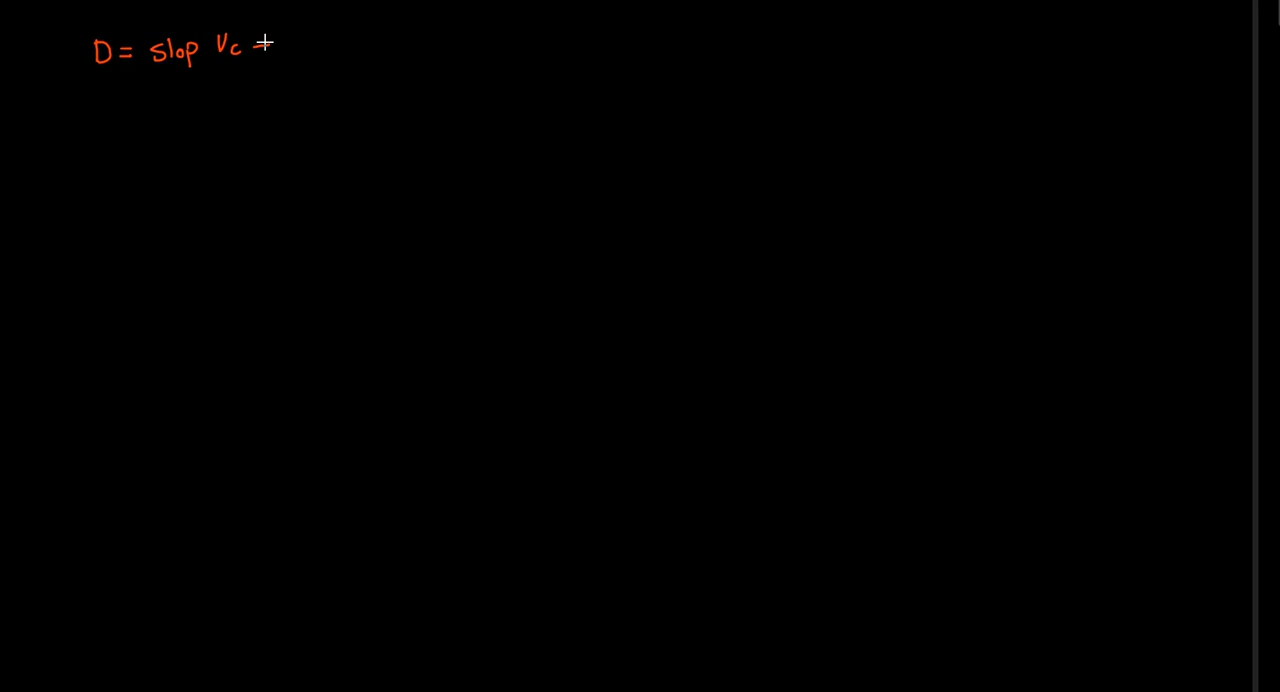 D = slop Vc -